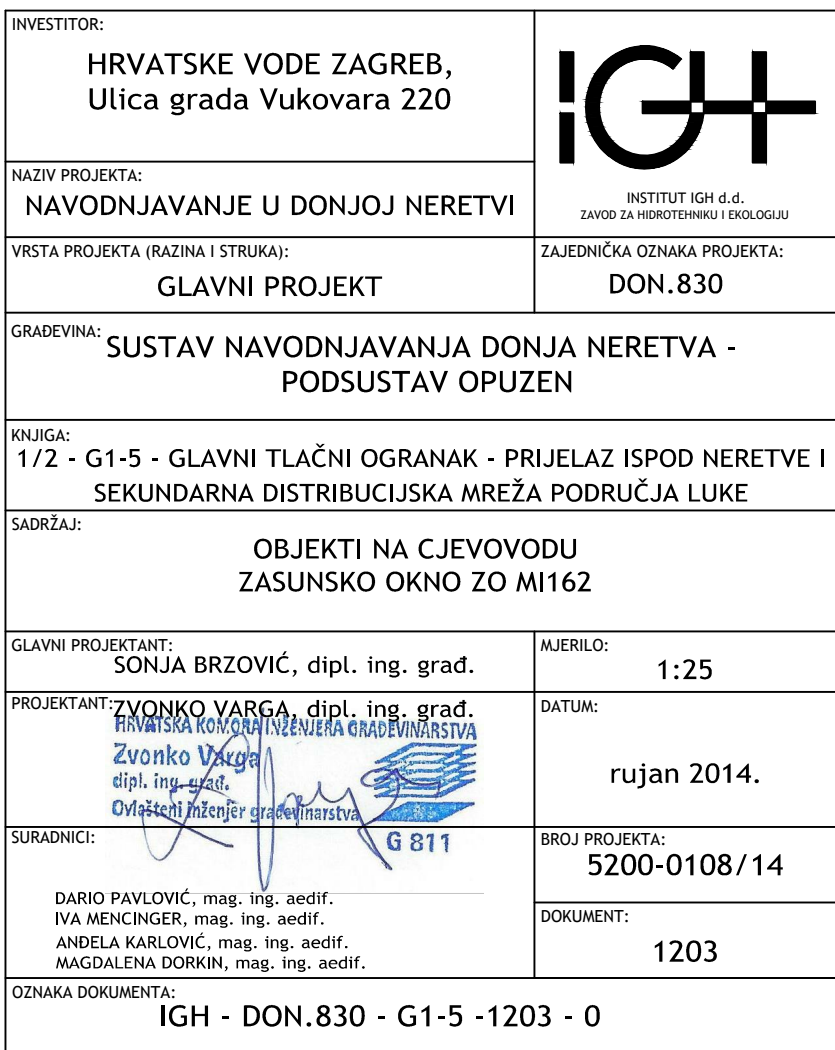 INVESTITOR:
HRVATSKE VODE ZAGREB,
Ulica grada Vukovara 220
IGH
INSTITUT IGH d.d.
ZAVOD ZA HIDROTEHNIKU I EKOLOGIJU
NAZIV PROJEKTA:
NAVODNJAVANJE U DONJOJ NERETVI
VRSTA PROJEKTA (RAZINA I STRUKA):
GLAVNI PROJEKT
ZAJEDNIČKA OZNAKA PROJEKTA:
DON.830
GRAĐEVINA:
SUSTAV NAVODNJAVANJA DONJA NERETVA -
PODSUSTAV OPUZEN
KNJIGA:
1/2 - G1-5 - GLAVNI TLAČNI OGRANAK - PRIJELAZ ISPOD NERETVE I
SEKUNDARNA DISTRIBUCIJSKA MREŽA PODRUČJA LUKE
SADRŽAJ:
OBJEKTI NA CJEVOVODU
ZASUNSKO OKNO ZO MI162
GLAVNI PROJEKTANT:
SONJA BRZOVIĆ, dipl. ing. građ.
MJERILO:
1:25
PROJEKTANT:
ZVONKO VARGA, dipl. ing. građ.
HRVATSKA KOMORA INŽENJERA GRAĐEVINARSTVA
Zvonko Varga
dipl. ing. građ.
Ovlašteni inženjer građevinarstva
G 811
DATUM:
rujan 2014.
SURADNICI:
DARIO PAVLOVIĆ, mag. ing. aedif.
IVA MENCINGER, mag. ing. aedif.
ANĐELA KARLOVIĆ, mag. ing. aedif.
MAGDALENA DORKIN, mag. ing. aedif.
BROJ PROJEKTA:
5200-0108/14
DOKUMENT:
1203
OZNAKA DOKUMENTA:
IGH - DON.830 - G1-5 -1203 - 0